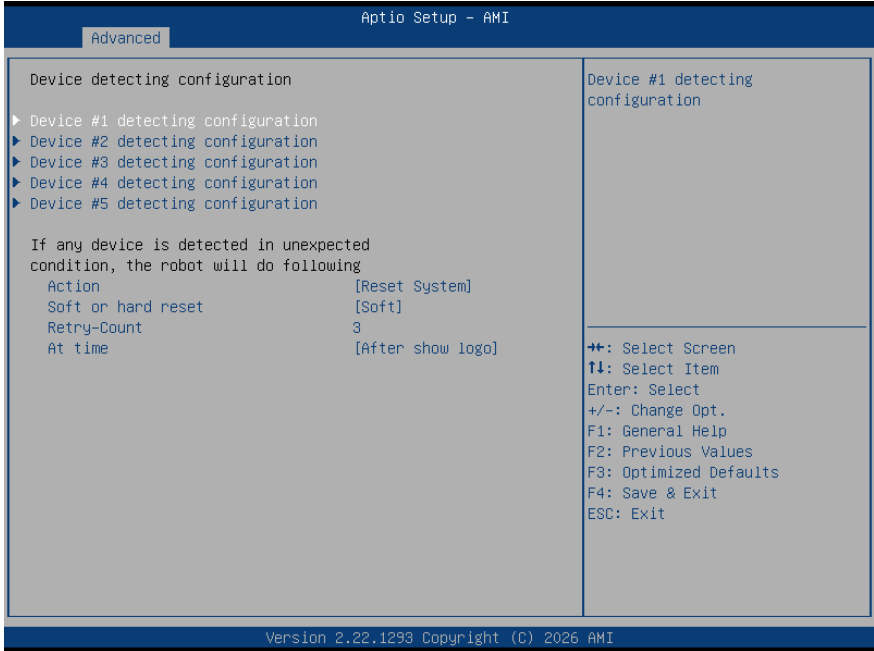 Aptio Setup – AMI
Advanced
Device detecting configuration
Device #1 detecting configuration
Device #2 detecting configuration
Device #3 detecting configuration
Device #4 detecting configuration
Device #5 detecting configuration
If any device is detected in unexpected
condition, the robot will do following
Action [Reset System]
Soft or hard reset [Soft]
Retry-Count 3
At time [After show logo]
Device #1 detecting
configuration
→←: Select Screen
↑↓: Select Item
Enter: Select
+/-: Change Opt.
F1: General Help
F2: Previous Values
F3: Optimized Defaults
F4: Save & Exit
ESC: Exit
Version 2.22.1293 Copyright (C) 2026 AMI